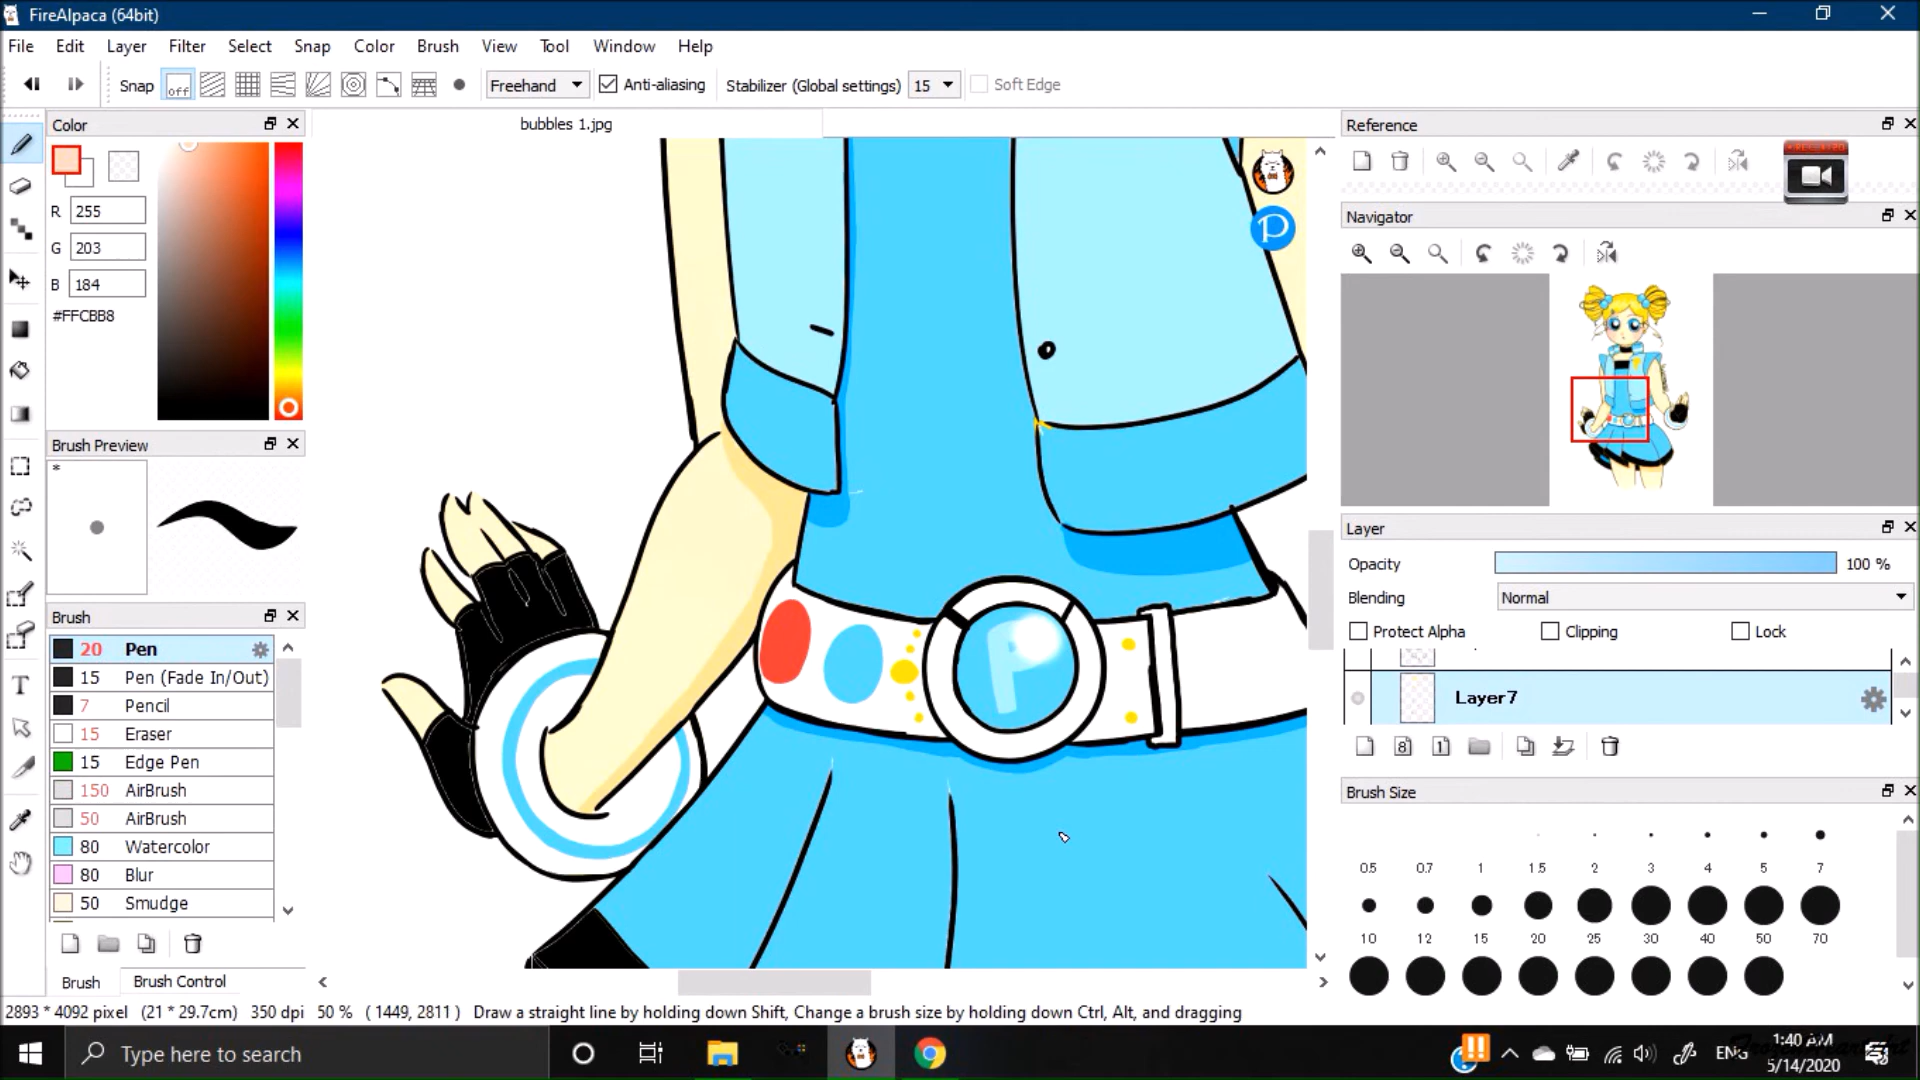 FireAlpaca (64bit)
File Edit Layer Filter Select Snap Color Brush View Tool Window Help
Snap off Freehand Anti-aliasing Stabilizer (Global settings) 15 Soft Edge
Color
bubbles 1.jpg
Reference
R 255
G 203
B 184
#FFCBB8
P
Navigator
Brush Preview
*
Layer
Opacity 100 %
Blending Normal
Protect Alpha Clipping Lock
Layer7
8 1
Brush
20 Pen
15 Pen (Fade In/Out)
7 Pencil
15 Eraser
15 Edge Pen
150 AirBrush
50 AirBrush
80 Watercolor
80 Blur
50 Smudge
P
T
Brush Size
0.5 0.7 1 1.5 2 3 4 5 7
10 12 15 20 25 30 40 50 70
Brush Brush Control
2893 * 4092 pixel (21 * 29.7cm) 350 dpi 50 % ( 1449, 2811 ) Draw a straight line by holding down Shift, Change a brush size by holding down Ctrl, Alt, and dragging
Type here to search
ENG
1:40 AM
5/14/2020